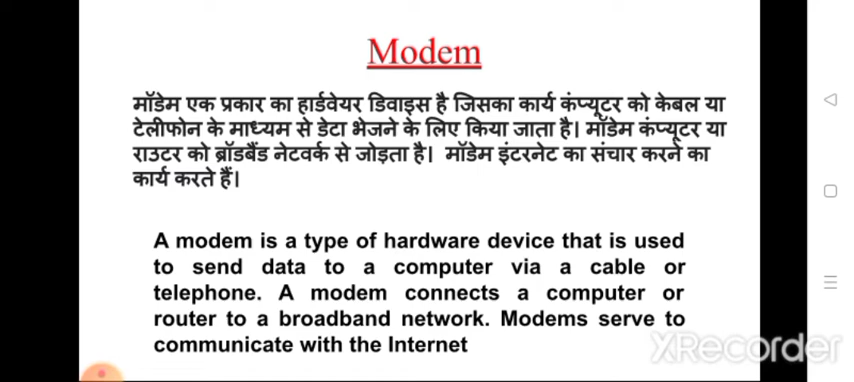 Modem
मॉडेम एक प्रकार का हार्डवेयर डिवाइस है जिसका कार्य कंप्यूटर को केबल या
टेलीफोन के माध्यम से डेटा भेजने के लिए किया जाता है। मॉडेम कंप्यूटर या
राउटर को ब्रॉडबैंड नेटवर्क से जोड़ता है। मॉडेम इंटरनेट का संचार करने का
कार्य करते हैं।
A modem is a type of hardware device that is used
to send data to a computer via a cable or
telephone. A modem connects a computer or
router to a broadband network. Modems serve to
communicate with the Internet
XRecorder